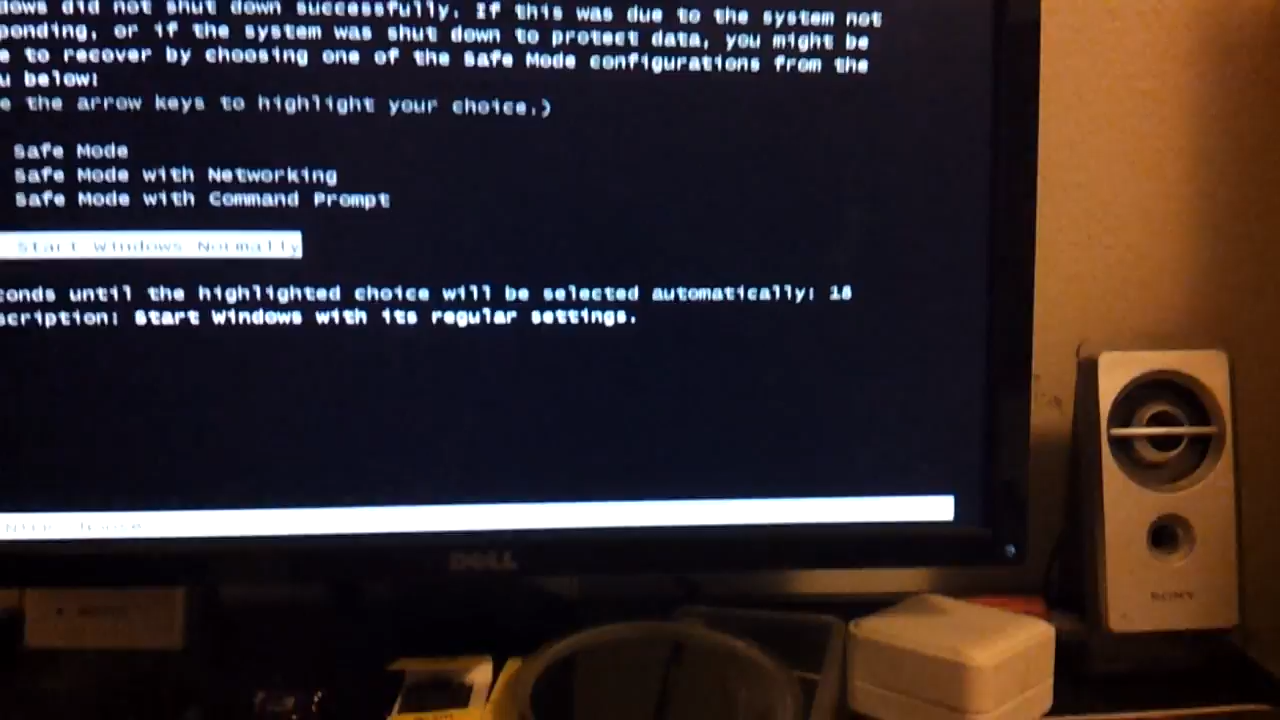 dows did not shut down successfully. If this was due to the system not
ponding, or if the system was shut down to protect data, you might be
e to recover by choosing one of the Safe Mode configurations from the
u below:
e the arrow keys to highlight your choice.)
Safe Mode
Safe Mode with Networking
Safe Mode with Command Prompt
Start Windows Normally
conds until the highlighted choice will be selected automatically: 18
scription: Start Windows with its regular settings.
DELL
SONY